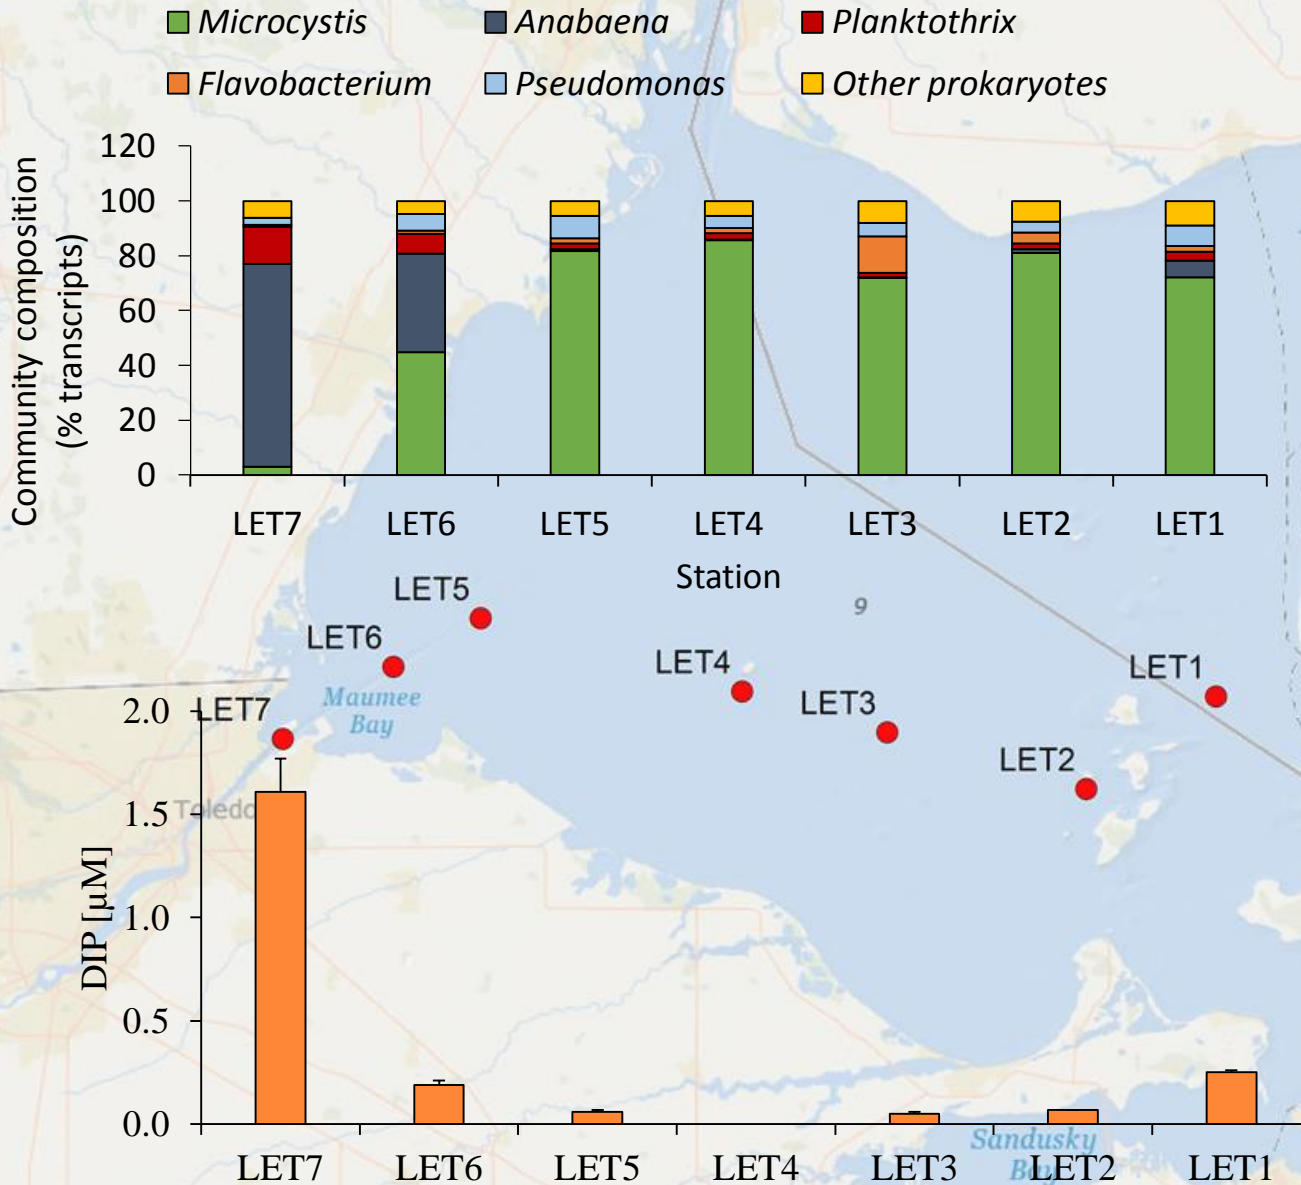 Microcystis Anabaena Planktothrix
Flavobacterium Pseudomonas Other prokaryotes
Community composition
(% transcripts)
120
100
80
60
40
20
0
LET7 LET6 LET5 LET4 LET3 LET2 LET1
Station
LET5
9
LET6
LET4
LET1
Maumee
Bay
LET7
LET3
LET2
Toledo
DIP [µM]
2.0
1.5
1.0
0.5
0.0
Sandusky
Bay
LET7 LET6 LET5 LET4 LET3 LET2 LET1